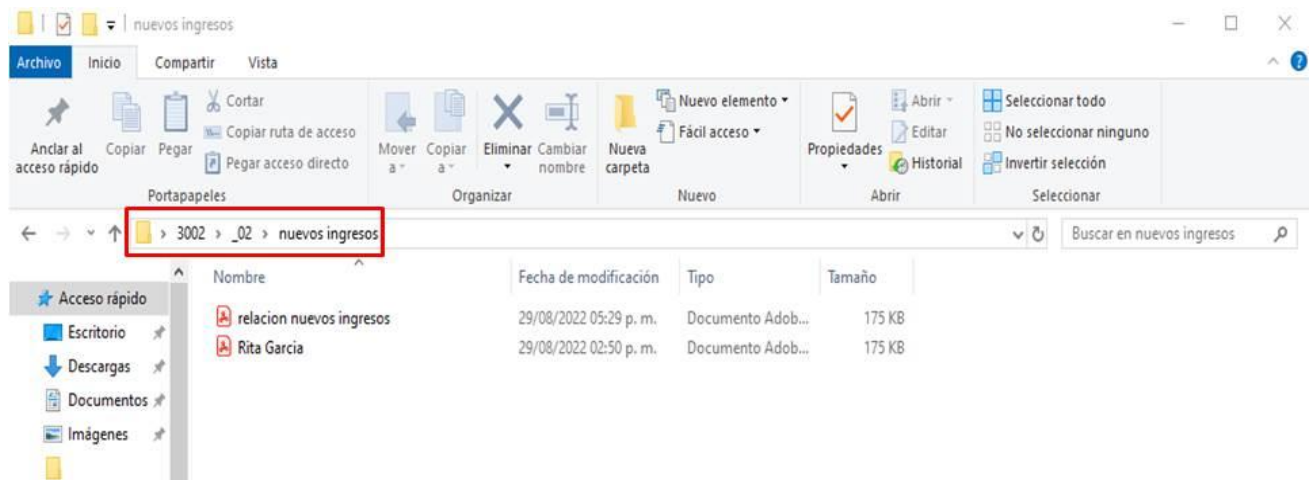 nuevos ingresos
Archivo Inicio Compartir Vista
Anclar al acceso rápido
Copiar
Pegar
Cortar
Copiar ruta de acceso
Pegar acceso directo
Portapapeles
Mover a
Copiar a
Eliminar
Cambiar nombre
Organizar
Nueva carpeta
Nuevo elemento
Fácil acceso
Nuevo
Propiedades
Abrir
Editar
Historial
Abrir
Seleccionar todo
No seleccionar ninguno
Invertir selección
Seleccionar
> 3002 > _02 > nuevos ingresos
Buscar en nuevos ingresos
Nombre Fecha de modificación Tipo Tamaño
relacion nuevos ingresos 29/08/2022 05:29 p. m. Documento Adob... 175 KB
Rita Garcia 29/08/2022 02:50 p. m. Documento Adob... 175 KB
Acceso rápido
Escritorio
Descargas
Documentos
Imágenes